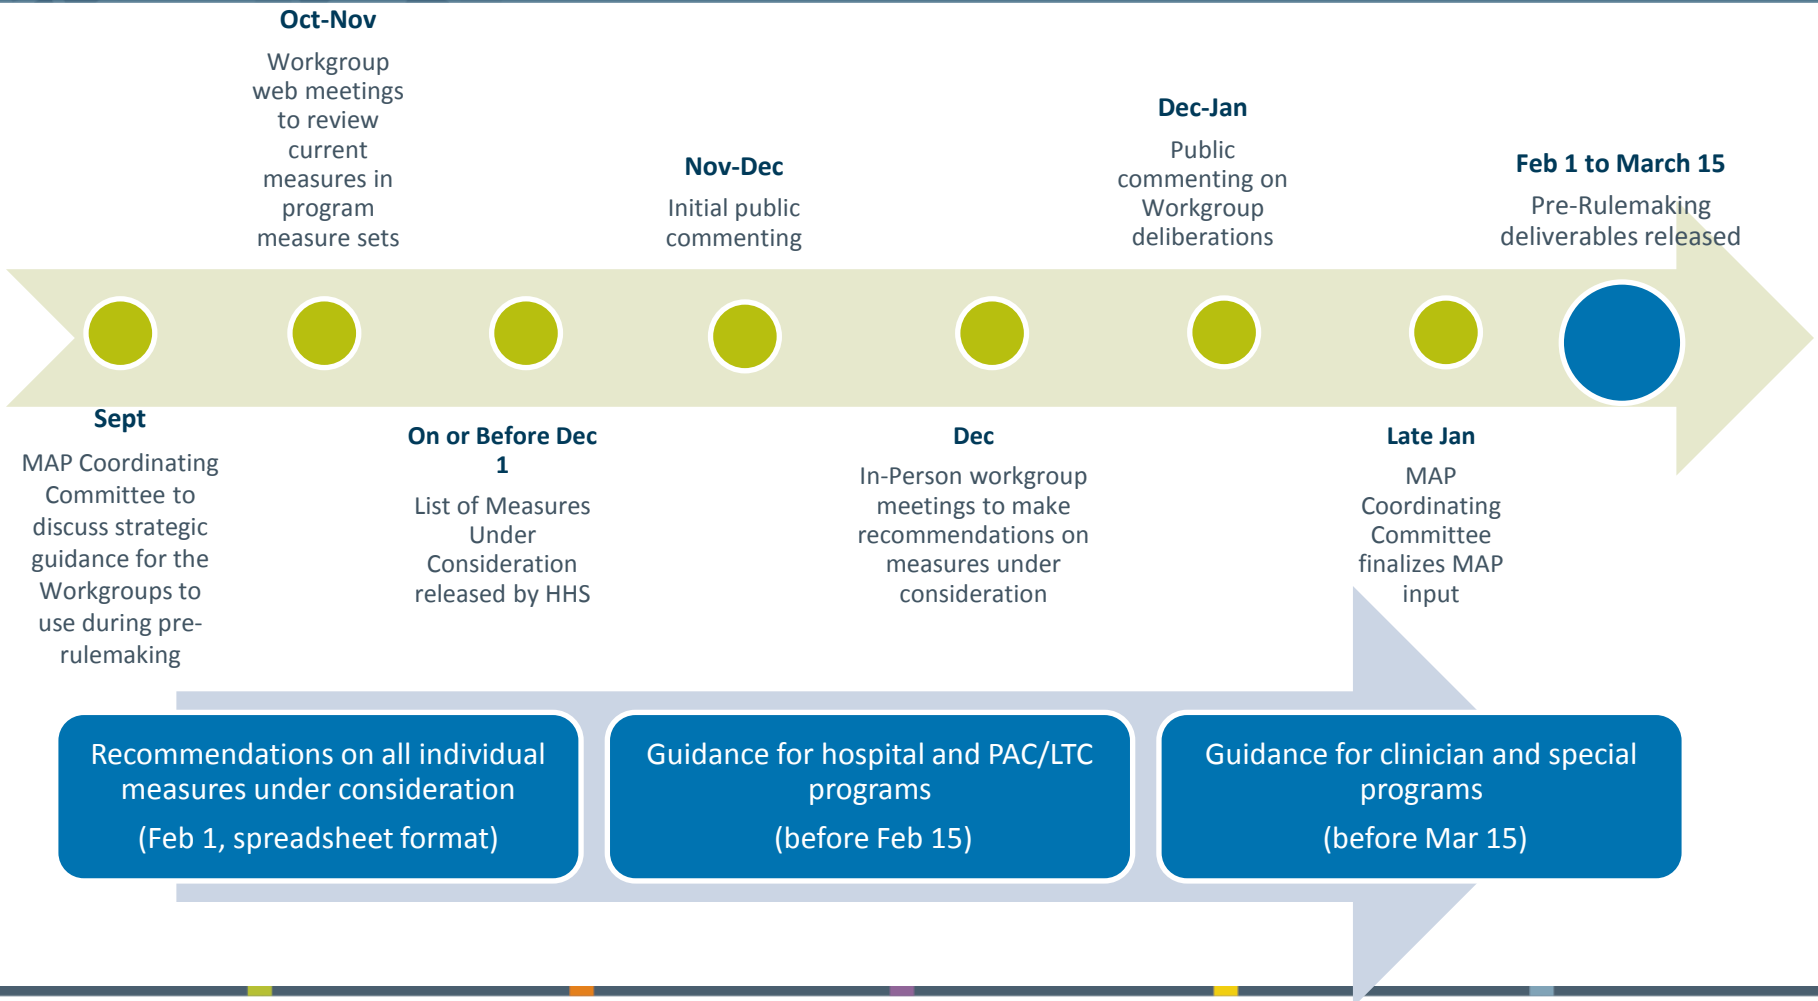 Oct-Nov
Workgroup
web meetings
to review
current
measures in
program
measure sets
Nov-Dec
Initial public
commenting
Dec-Jan
Public
commenting on
Workgroup
deliberations
Feb 1 to March 15
Pre-Rulemaking
deliverables released
Sept
MAP Coordinating
Committee to
discuss strategic
guidance for the
Workgroups to
use during pre-
rulemaking
On or Before Dec
1
List of Measures
Under
Consideration
released by HHS
Dec
In-Person workgroup
meetings to make
recommendations on
measures under
consideration
Late Jan
MAP
Coordinating
Committee
finalizes MAP
input
Recommendations on all individual
measures under consideration
(Feb 1, spreadsheet format)
Guidance for hospital and PAC/LTC
programs
(before Feb 15)
Guidance for clinician and special
programs
(before Mar 15)